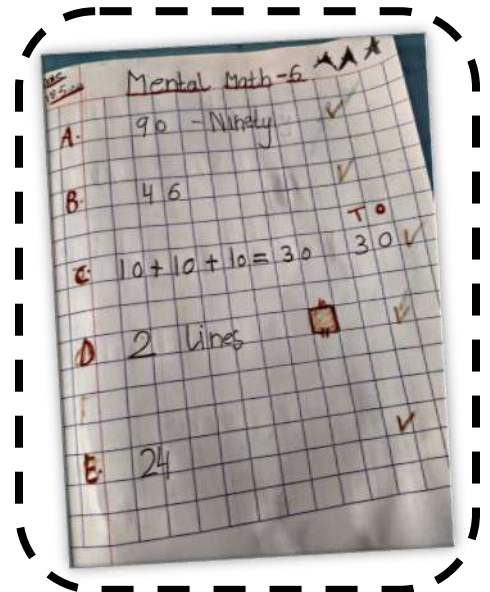 Mental Math-6
A. 90 - Ninety
B. 46
T O
C. 10 + 10 + 10 = 30 30
D 2 lines
E. 24